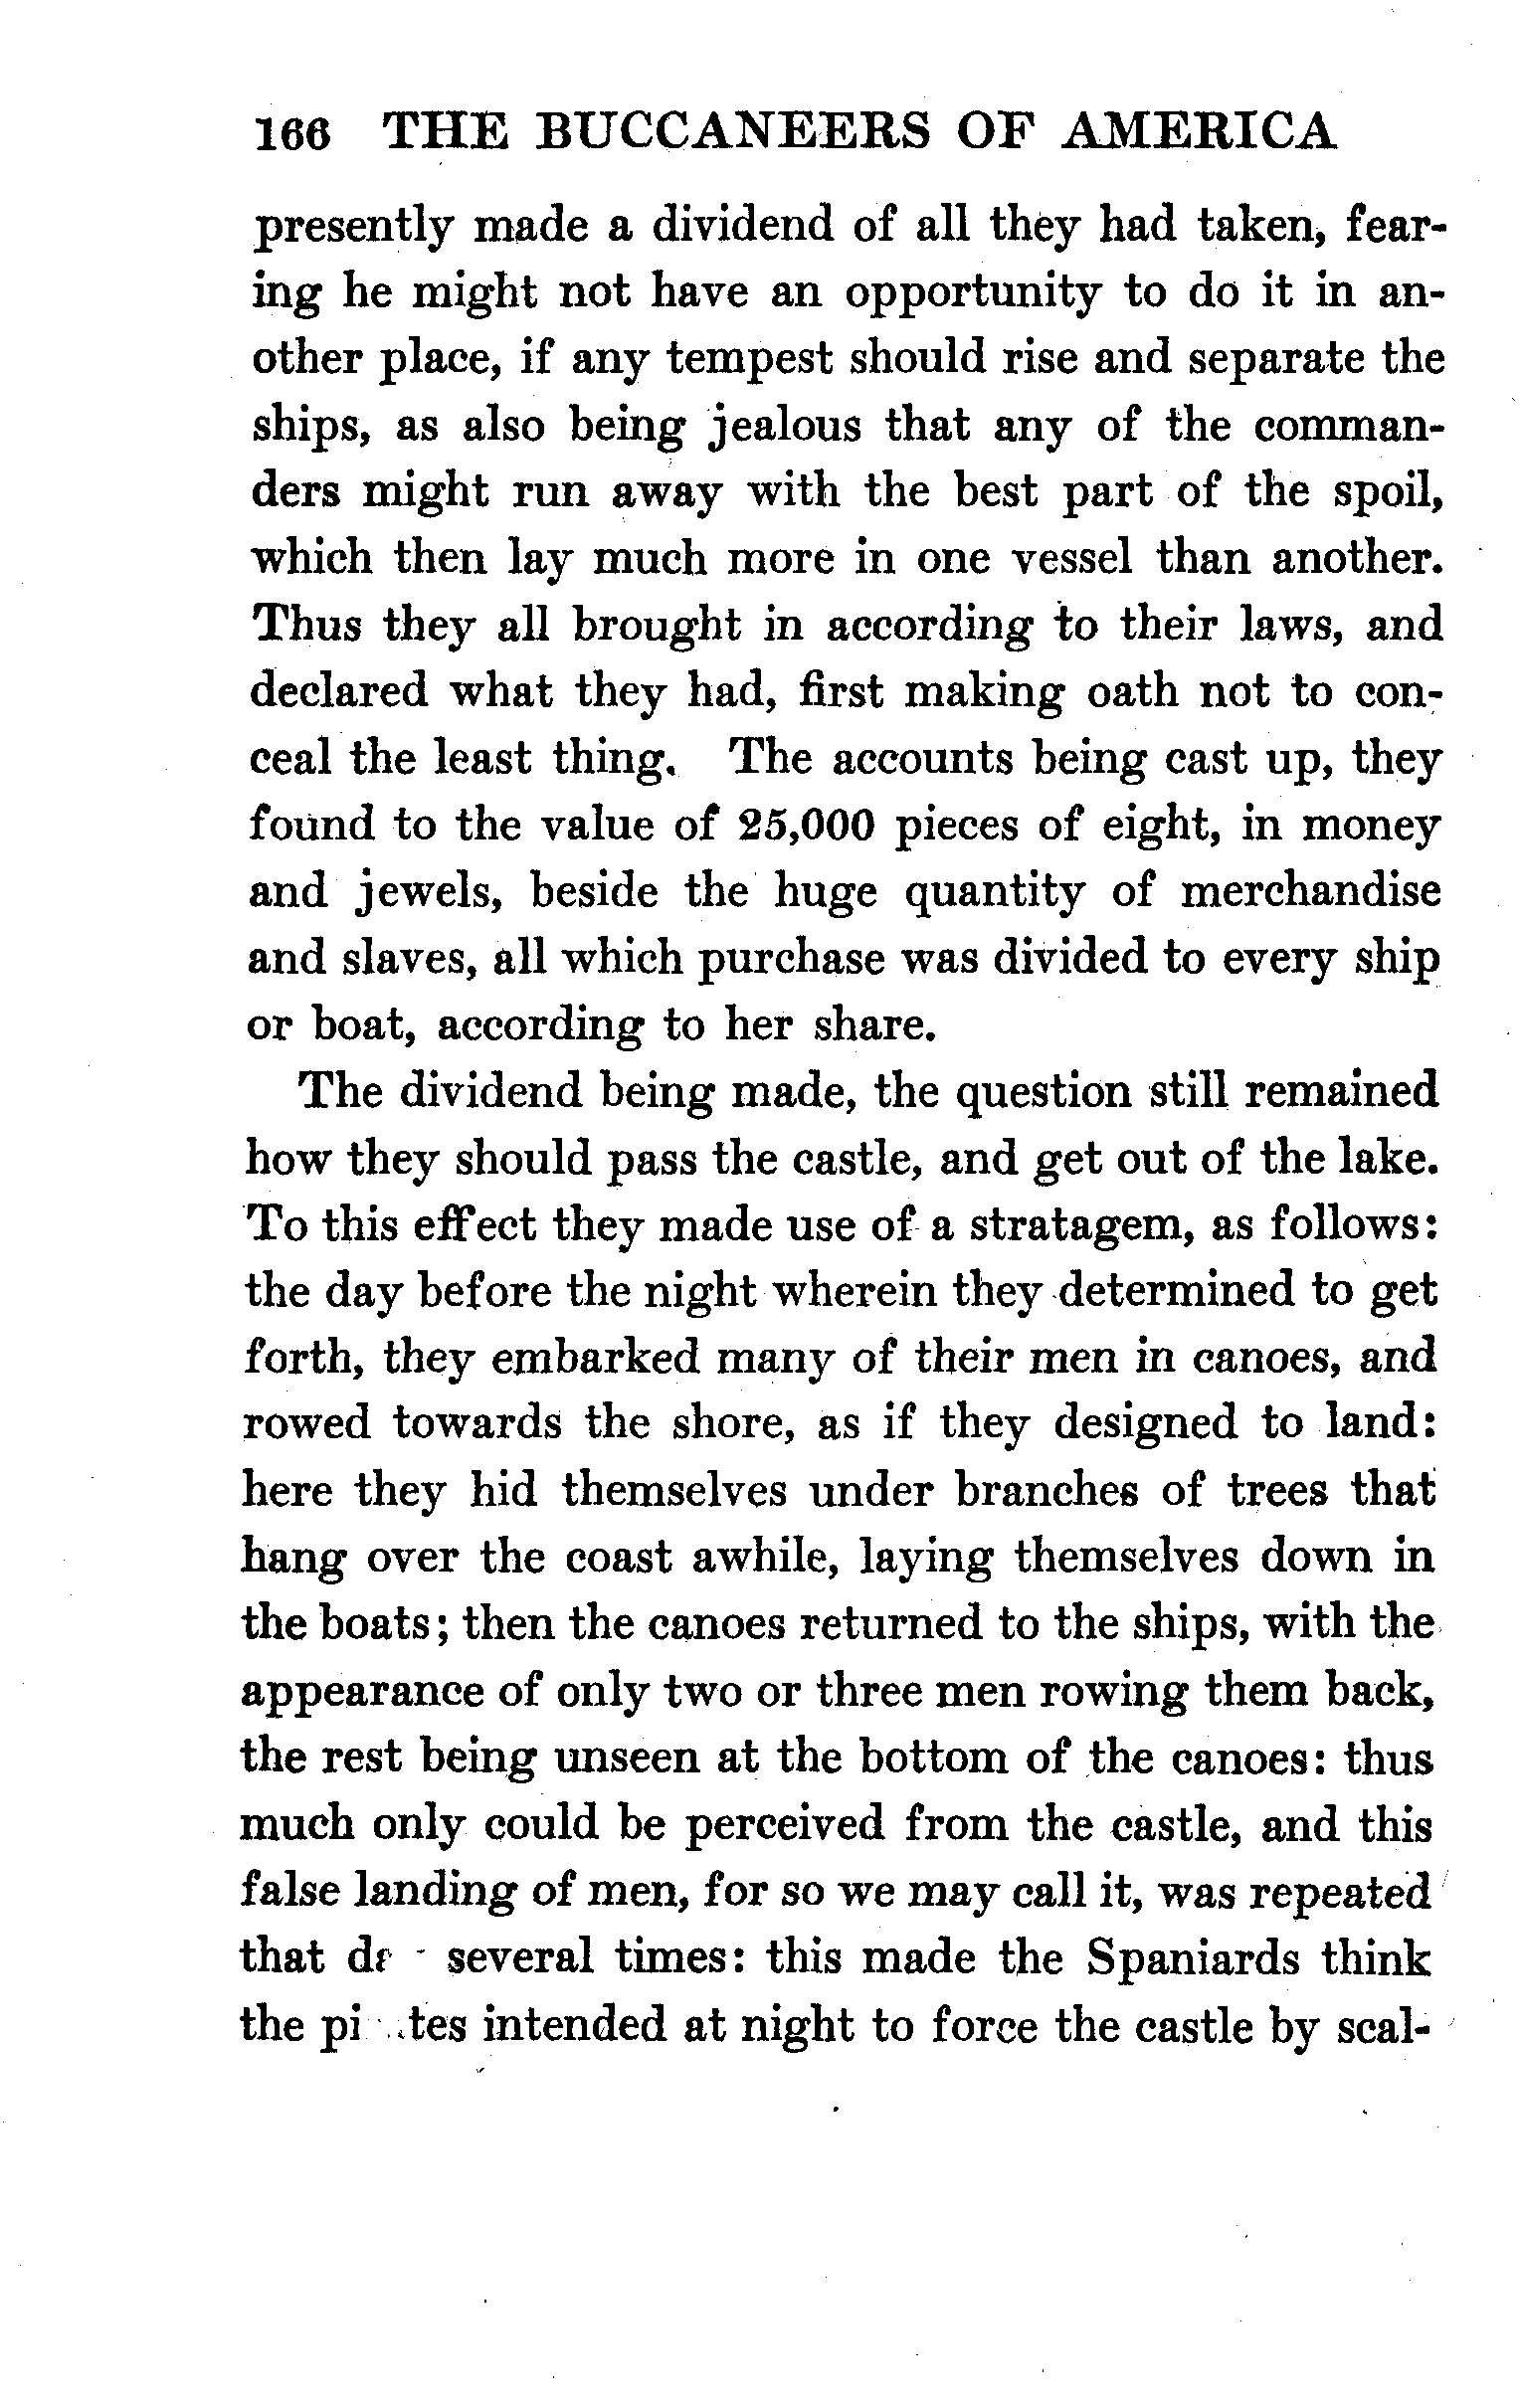 166 THE BUCCANEERS OF AMERICA
presently made a dividend of all they had taken, fear-
ing he might not have an opportunity to do it in an-
other place, if any tempest should rise and separate the
ships, as also being jealous that any of the comman-
ders might run away with the best part of the spoil,
which then lay much more in one vessel than another.
Thus they all brought in according to their laws, and
declared what they had, first making oath not to con-
ceal the least thing. The accounts being cast up, they
found to the value of 25,000 pieces of eight, in money
and jewels, beside the huge quantity of merchandise
and slaves, all which purchase was divided to every ship
or boat, according to her share.
The dividend being made, the question still remained
how they should pass the castle, and get out of the lake.
To this effect they made use of a stratagem, as follows:
the day before the night wherein they determined to get
forth, they embarked many of their men in canoes, and
rowed towards the shore, as if they designed to land:
here they hid themselves under branches of trees that
hang over the coast awhile, laying themselves down in
the boats; then the canoes returned to the ships, with the
appearance of only two or three men rowing them back,
the rest being unseen at the bottom of the canoes: thus
much only could be perceived from the castle, and this
false landing of men, for so we may call it, was repeated
that several times: this made the Spaniards think
the intended at night to force the castle by scal-